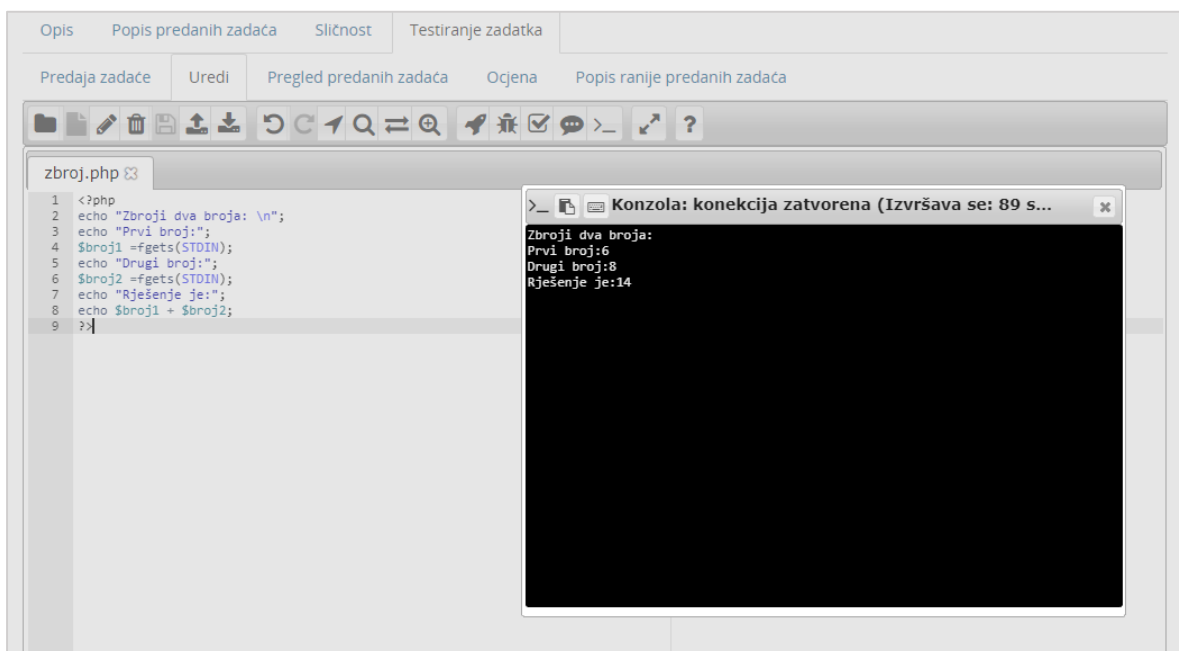 Opis Popis predanih zadaća Sličnost Testiranje zadatka
Predaja zadaće Uredi Pregled predanih zadaća Ocjena Popis ranije predanih zadaća
zbroj.php
1 <?php
2 echo "Zbroji dva broja: \n";
3 echo "Prvi broj:";
4 $broj1 =fgets(STDIN);
5 echo "Drugi broj:";
6 $broj2 =fgets(STDIN);
7 echo "Rješenje je:";
8 echo $broj1 + $broj2;
9 ?>
>_ Konzola: konekcija zatvorena (Izvršava se: 89 s...
Zbroji dva broja:
Prvi broj:6
Drugi broj:8
Rješenje je:14